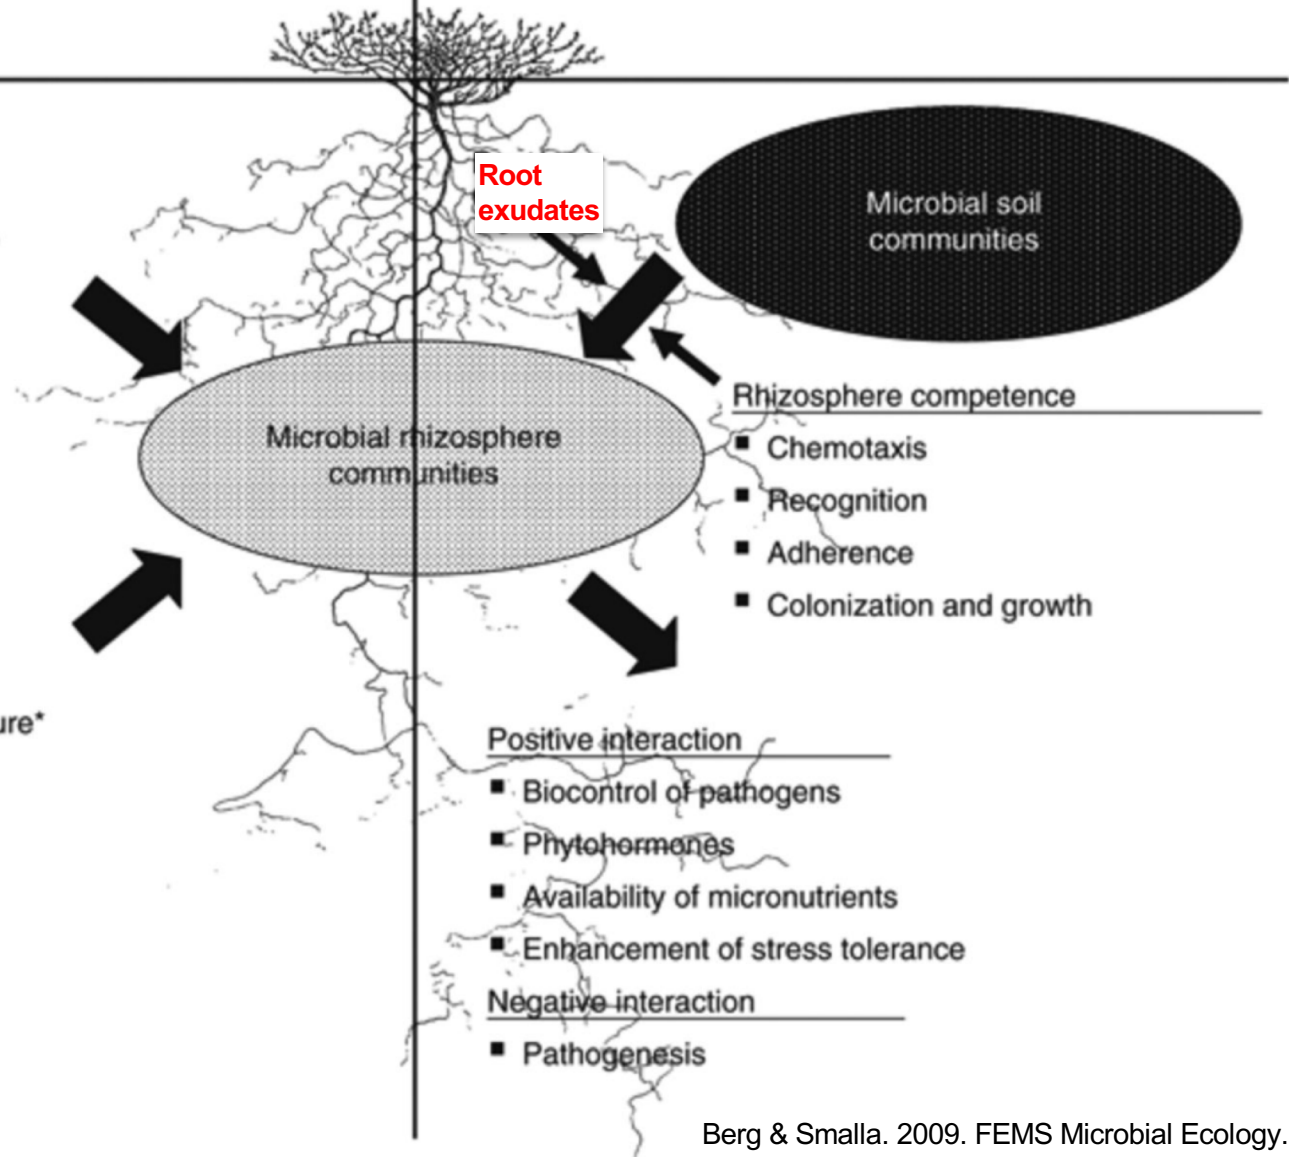 Root
exudates
Microbial soil
communities
Microbial rhizosphere
communities
Rhizosphere competence
▪ Chemotaxis
▪ Recognition
▪ Adherence
▪ Colonization and growth
ure*
Positive interaction
▪ Biocontrol of pathogens
▪ Phytohormones
▪ Availability of micronutrients
▪ Enhancement of stress tolerance
Negative interaction
▪ Pathogenesis
Berg & Smalla. 2009. FEMS Microbial Ecology.